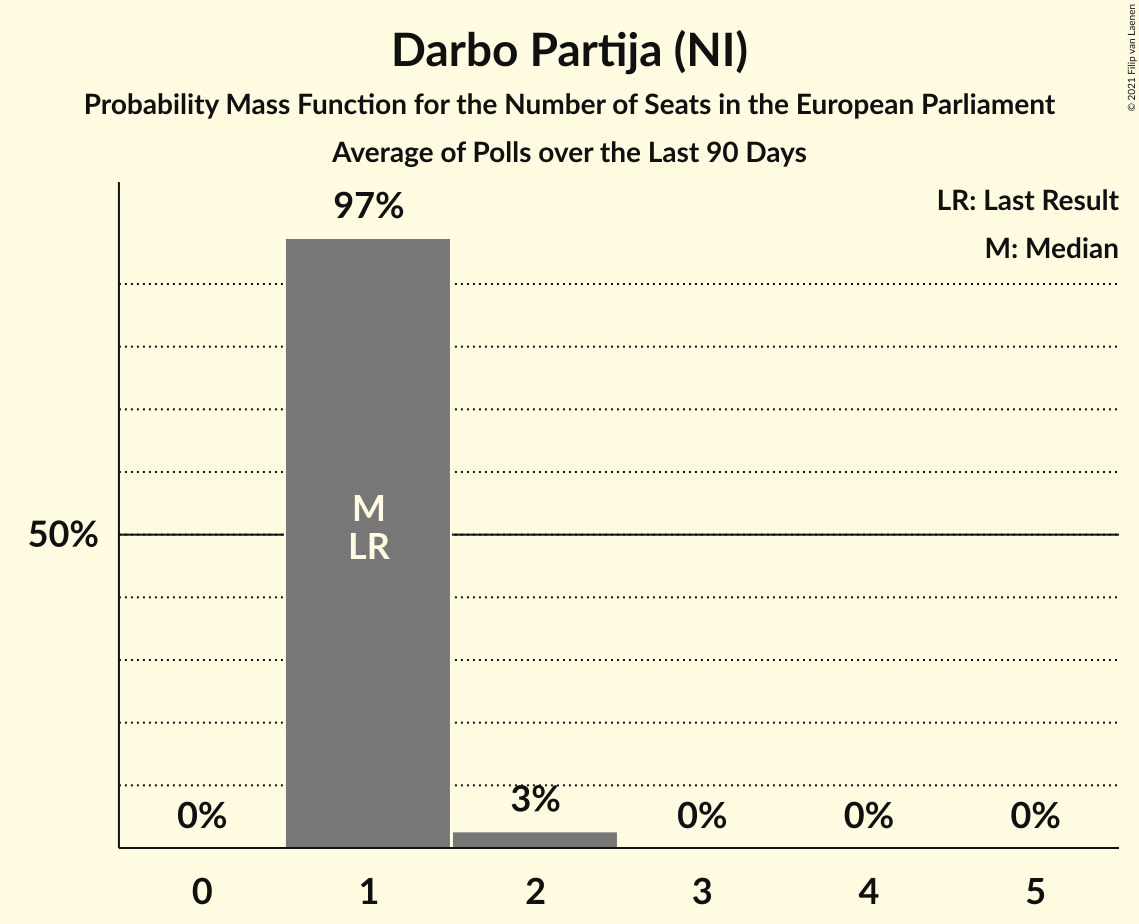 Darbo Partija (NI)
Probability Mass Function for the Number of Seats in the European Parliament
Average of Polls over the Last 90 Days
© 2021 Filip van Laenen
LR: Last Result
M: Median
97%
M
LR
50%
0%
3%
0%
0%
0%
0
1
2
3
4
5